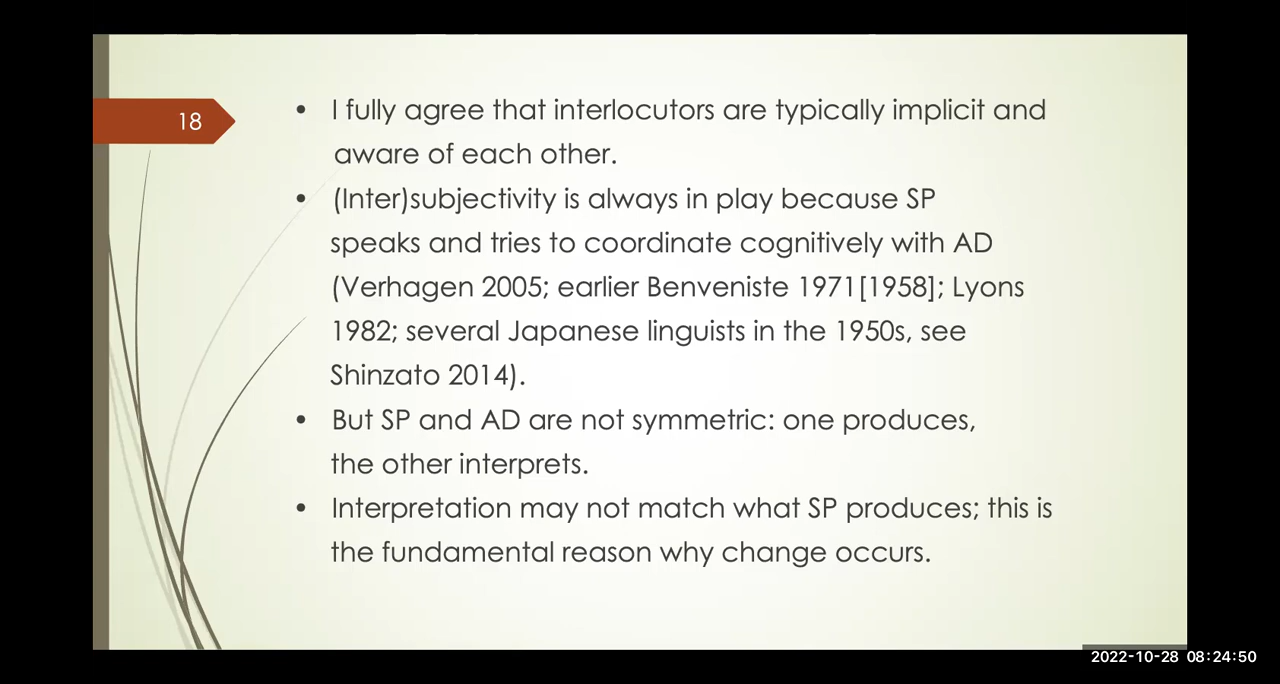 18
• I fully agree that interlocutors are typically implicit and
aware of each other.
• (Inter)subjectivity is always in play because SP
speaks and tries to coordinate cognitively with AD
(Verhagen 2005; earlier Benveniste 1971[1958]; Lyons
1982; several Japanese linguists in the 1950s, see
Shinzato 2014).
• But SP and AD are not symmetric: one produces,
the other interprets.
• Interpretation may not match what SP produces; this is
the fundamental reason why change occurs.
2022-10-28 08:24:50